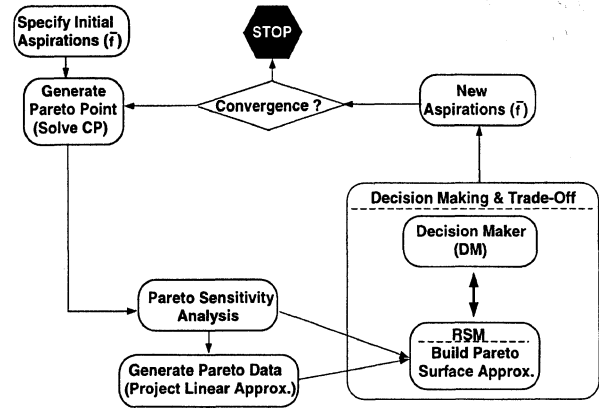 Specify Initial
Aspirations (f̄)
STOP
Generate
Pareto Point
(Solve CP)
Convergence ?
New
Aspirations (f̄)
Decision Making & Trade-Off
Decision Maker
(DM)
Pareto Sensitivity
Analysis
RSM
Build Pareto
Surface Approx.
Generate Pareto Data
(Project Linear Approx.)